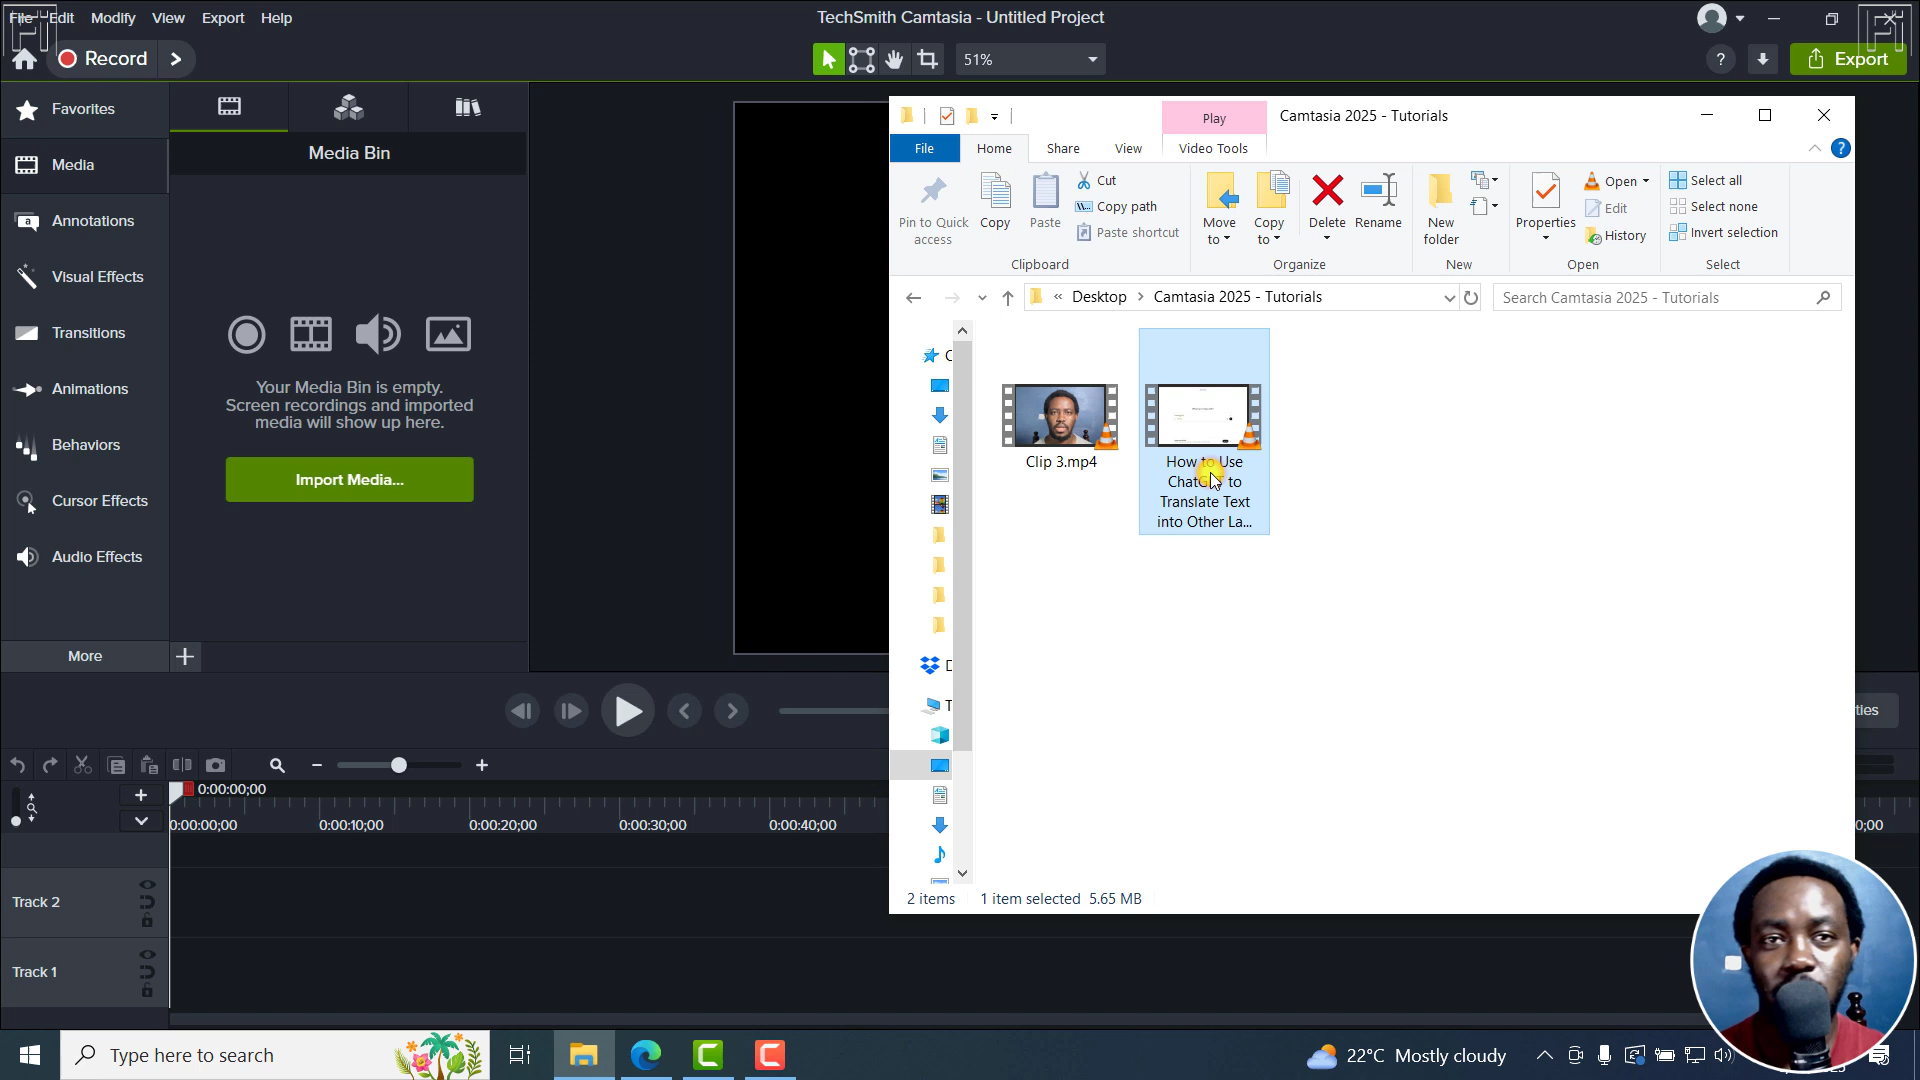 File Edit Modify View Export Help
TechSmith Camtasia - Untitled Project
Record
51%
Export
Favorites
Media
Annotations
Visual Effects
Transitions
Animations
Behaviors
Cursor Effects
Audio Effects
More
Media Bin
Your Media Bin is empty.
Screen recordings and imported
media will show up here.
Import Media...
Play
Camtasia 2025 - Tutorials
File Home Share View Video Tools
Pin to Quick
access
Copy
Paste
Cut
Copy path
Paste shortcut
Clipboard
Move
to
Copy
to
Delete
Rename
Organize
New
folder
New
Properties
Open
Edit
History
Open
Select all
Select none
Invert selection
Select
« Desktop > Camtasia 2025 - Tutorials
Search Camtasia 2025 - Tutorials
Clip 3.mp4
How to Use
ChatGPT to
Translate Text
into Other La...
2 items 1 item selected 5.65 MB
0:00:00;00
0:00:00;00 0:00:10;00 0:00:20;00 0:00:30;00 0:00:40;00
Track 2
Track 1
Type here to search
22°C Mostly cloudy